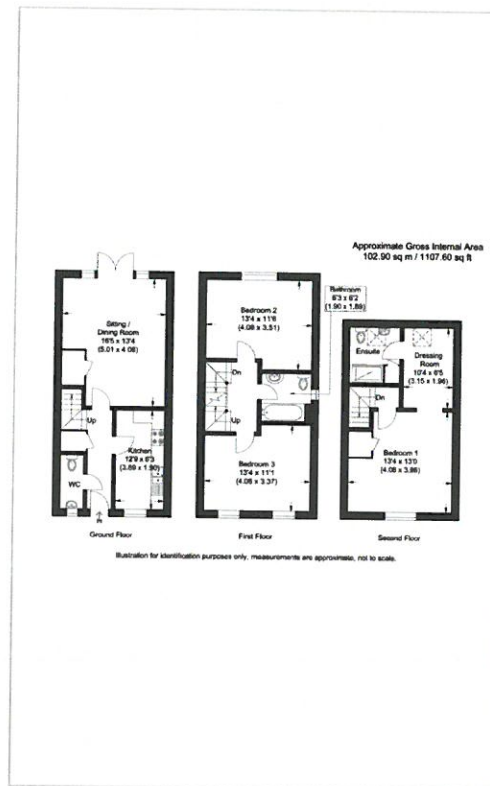 Approximate Gross Internal Area
102.90 sq m / 1107.60 sq ft
Sitting /
Dining Room
16'5 x 13'4
(5.01 x 4.08)
Up
Kitchen
12'9 x 6'3
(3.89 x 1.90)
WC
IN
Ground Floor
Bathroom
6'3 x 6'2
(1.90 x 1.89)
Bedroom 2
13'4 x 11'6
(4.08 x 3.51)
Dn
Up
Bedroom 3
13'4 x 11'1
(4.08 x 3.37)
First Floor
Ensuite
Dressing
Room
10'4 x 6'5
(3.15 x 1.96)
Dn
Bedroom 1
13'4 x 13'0
(4.08 x 3.96)
Second Floor
Illustration for identification purposes only, measurements are approximate, not to scale.